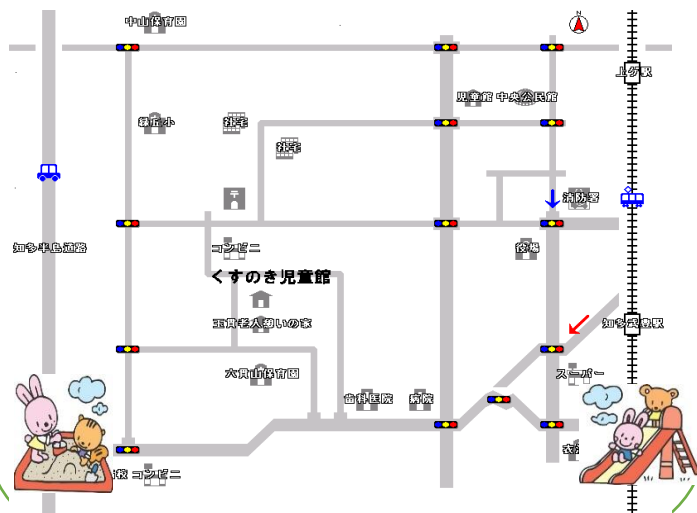 中山保育園
上ゲ駅
児童館 中央公民館
緑丘小
社宅
社宅
〒
消防署
知多半島道路
コンビニ
役場
くすのき児童館
玉貫老人憩いの家
知多武豊駅
六貫山保育園
スーパー
歯科医院
病院
コンビニ